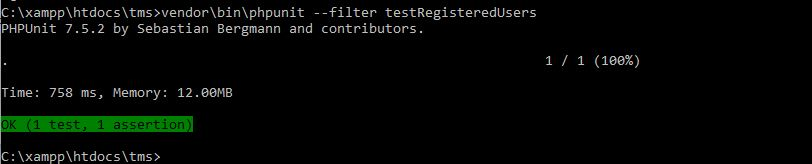 C:\xampp\htdocs\tms>vendor\bin\phpunit --filter testRegisteredUsers
PHPUnit 7.5.2 by Sebastian Bergmann and contributors.
. 1 / 1 (100%)
Time: 758 ms, Memory: 12.00MB
OK (1 test, 1 assertion)
C:\xampp\htdocs\tms>